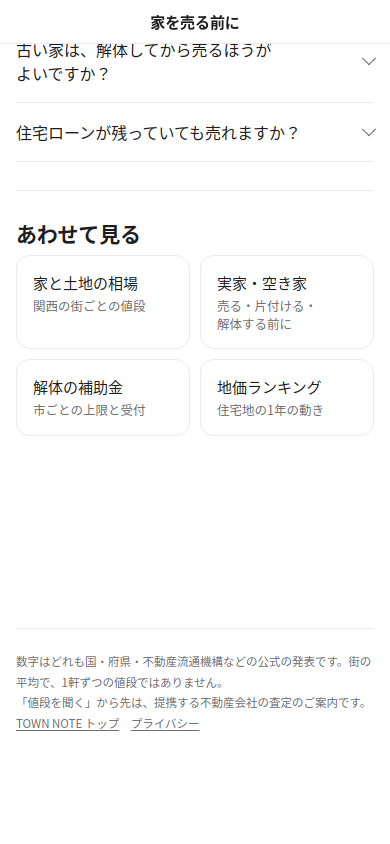 家を売る前に
古い家は、解体してから売るほうが
よいですか？
住宅ローンが残っていても売れますか？
あわせて見る
家と土地の相場
関西の街ごとの値段
実家・空き家
売る・片付ける・
解体する前に
解体の補助金
市ごとの上限と受付
地価ランキング
住宅地の1年の動き
数字はどれも国・府県・不動産流通機構などの公式の発表です。街の
平均で、1軒ずつの値段ではありません。
「値段を聞く」から先は、提携する不動産会社の査定のご案内です。
TOWN NOTE トップ プライバシー